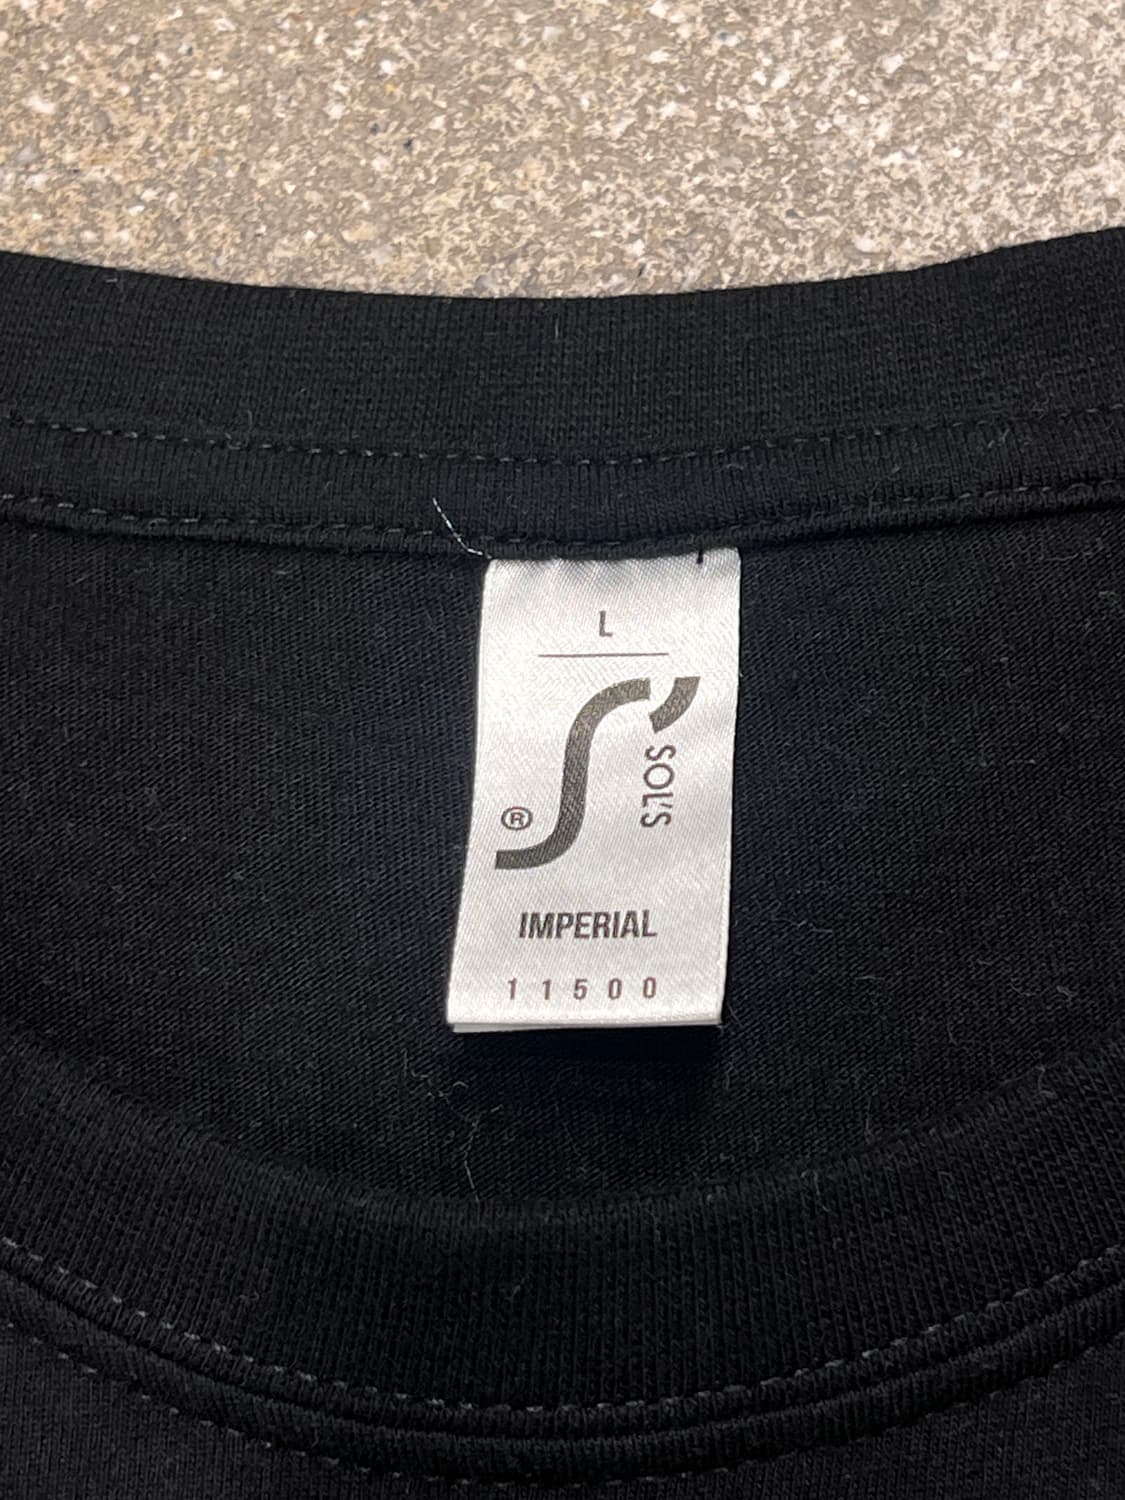 L
S'
SOL'S
®
IMPERIAL
11500